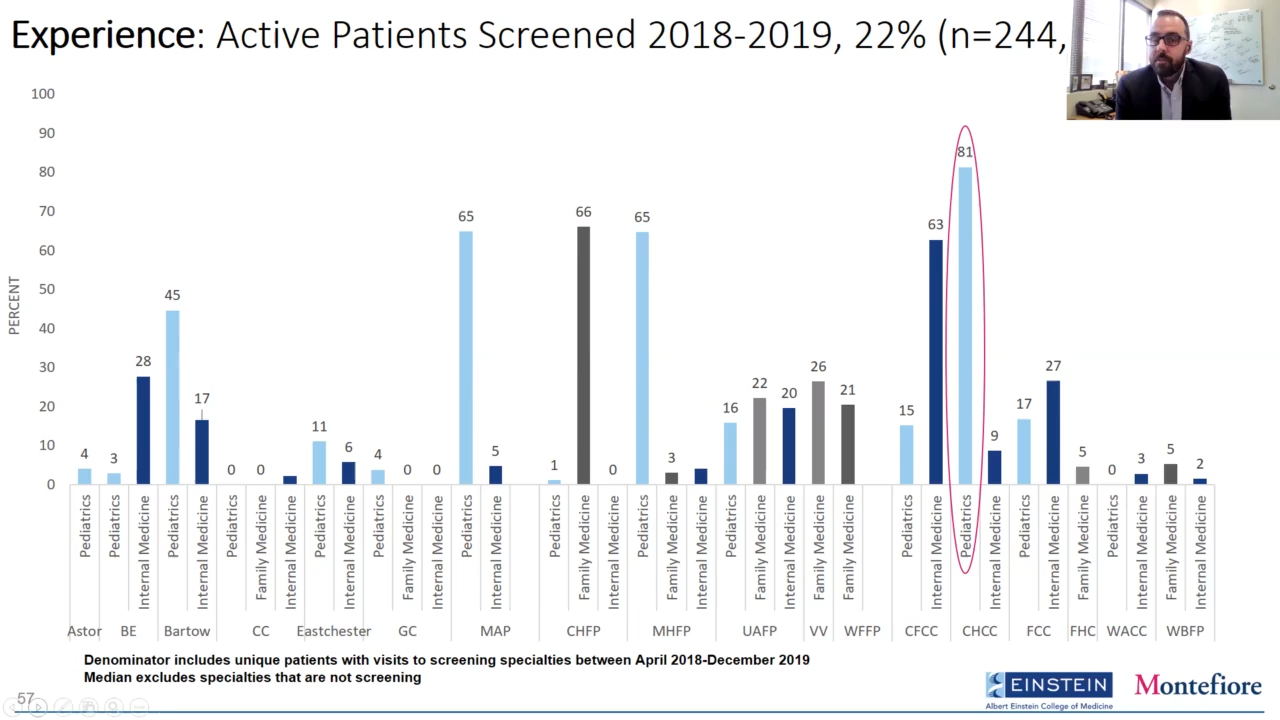 Experience: Active Patients Screened 2018-2019, 22% (n=244,
100
90
80
70
60
50
40
30
20
10
0
PERCENT
4
3
28
45
17
0
0
11
6
4
0
0
65
5
1
66
0
65
3
16
22
20
26
21
15
63
81
9
17
27
5
0
3
5
2
Pediatrics
Pediatrics
Internal Medicine
Pediatrics
Internal Medicine
Pediatrics
Family Medicine
Internal Medicine
Pediatrics
Internal Medicine
Pediatrics
Family Medicine
Internal Medicine
Pediatrics
Internal Medicine
Pediatrics
Family Medicine
Internal Medicine
Pediatrics
Family Medicine
Internal Medicine
Pediatrics
Family Medicine
Internal Medicine
Family Medicine
Family Medicine
Pediatrics
Internal Medicine
Pediatrics
Internal Medicine
Pediatrics
Internal Medicine
Family Medicine
Pediatrics
Internal Medicine
Family Medicine
Internal Medicine
Astor BE Bartow CC Eastchester GC MAP CHFP MHFP UAFP VV WFFP CFCC CHCC FCC FHC WACC WBFP
Denominator includes unique patients with visits to screening specialties between April 2018-December 2019
Median excludes specialties that are not screening
57
EINSTEIN
Albert Einstein College of Medicine
Montefiore